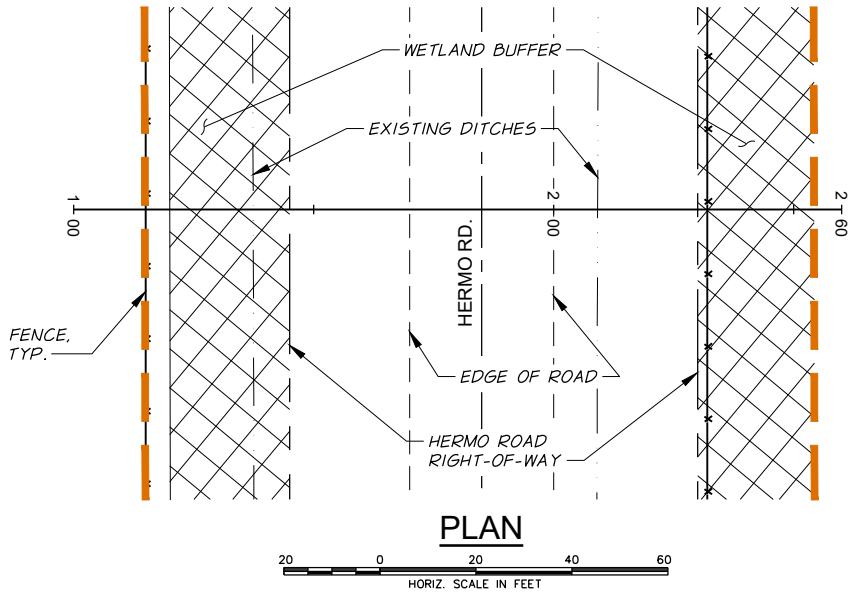 WETLAND BUFFER
EXISTING DITCHES
1
00
2
00
2
60
HERMO RD.
FENCE,
TYP.
EDGE OF ROAD
HERMO ROAD
RIGHT-OF-WAY
PLAN
20 0 20 40 60
HORIZ. SCALE IN FEET